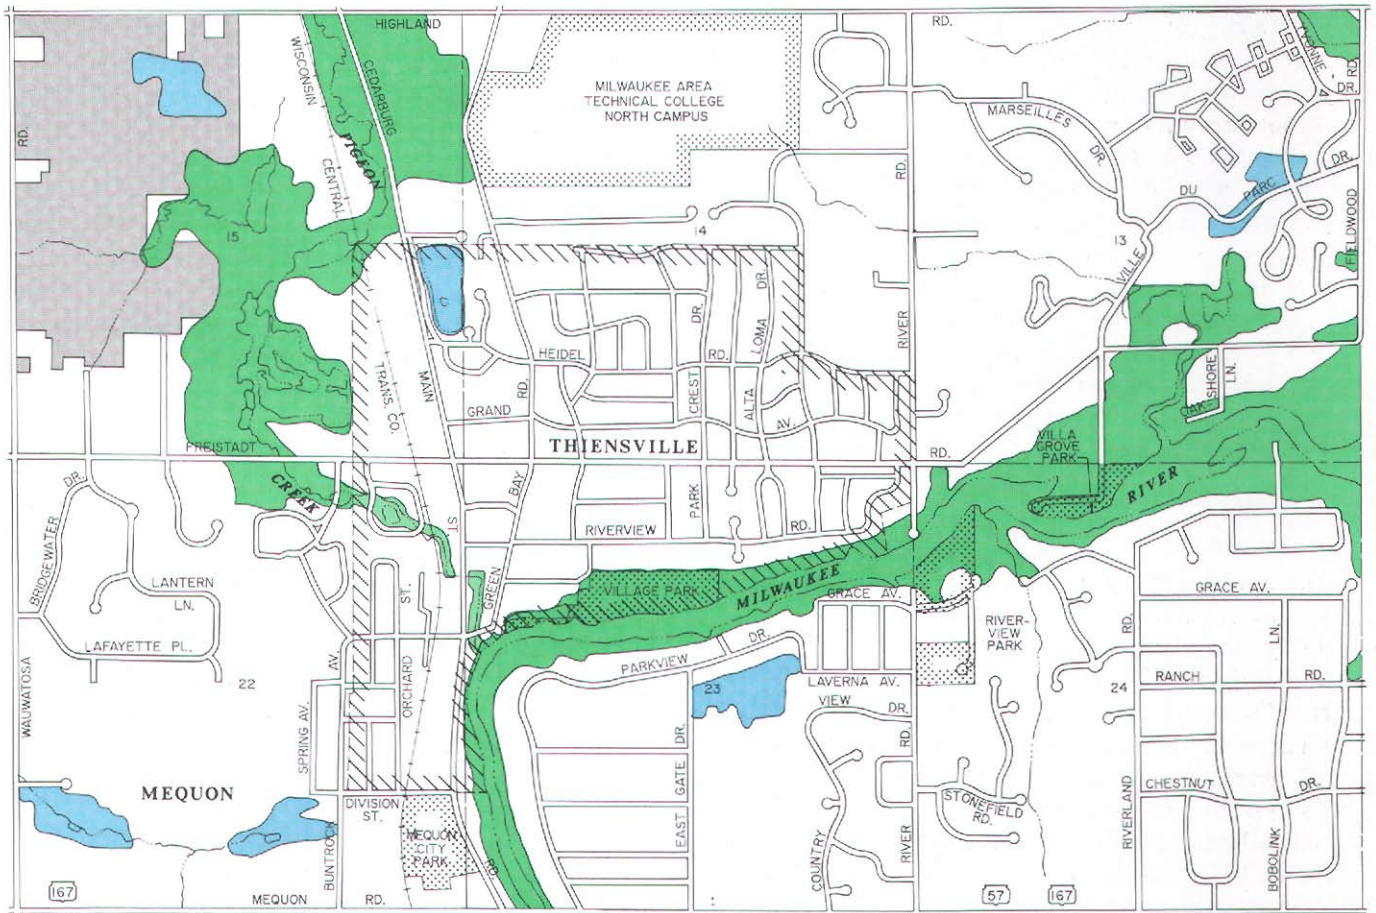 HIGHLAND
RD.
WISCONSIN
CEDARBURG
PIGEON
CENTRAL
MILWAUKEE AREA
TECHNICAL COLLEGE
NORTH CAMPUS
MARSEILLES
DR.
DR.
RD.
DU
PARC
DR.
RD.
RD.
15
14
13
VILLE
FIELDWOOD
DR.
LOMA
DR.
RIVER
HEIDEL
RD.
TRANS. CO.
MAIN
RD.
CREST
ALTA
SHORE
LN.
OAK
GRAND
AV.
FREISTADT
THIENSVILLE
RD.
VILLA
GROVE
PARK
RIVER
CREEK
BAY
PARK
ST.
RIVERVIEW
RD.
DR.
BRIDGEWATER
LANTERN
LN.
LAFAYETTE PL.
ST.
GREEN
VILLAGE PARK
MILWAUKEE
GRACE AV.
GRACE AV.
RIVER-
VIEW
PARK
RD.
LN.
PARKVIEW
DR.
WAUWATOSA
22
AV.
ORCHARD
23
LAVERNA AV.
VIEW
DR.
24
RANCH
RD.
SPRING AV.
DR.
RD.
MEQUON
DIVISION
ST.
MEQUON
CITY
PARK
EAST GATE
STONEFIELD
RD.
CHESTNUT
DR.
BUNTROCK
RD.
COUNTRY
RIVER
RIVERLAND
BOBOLINK
167
MEQUON
RD.
57
167